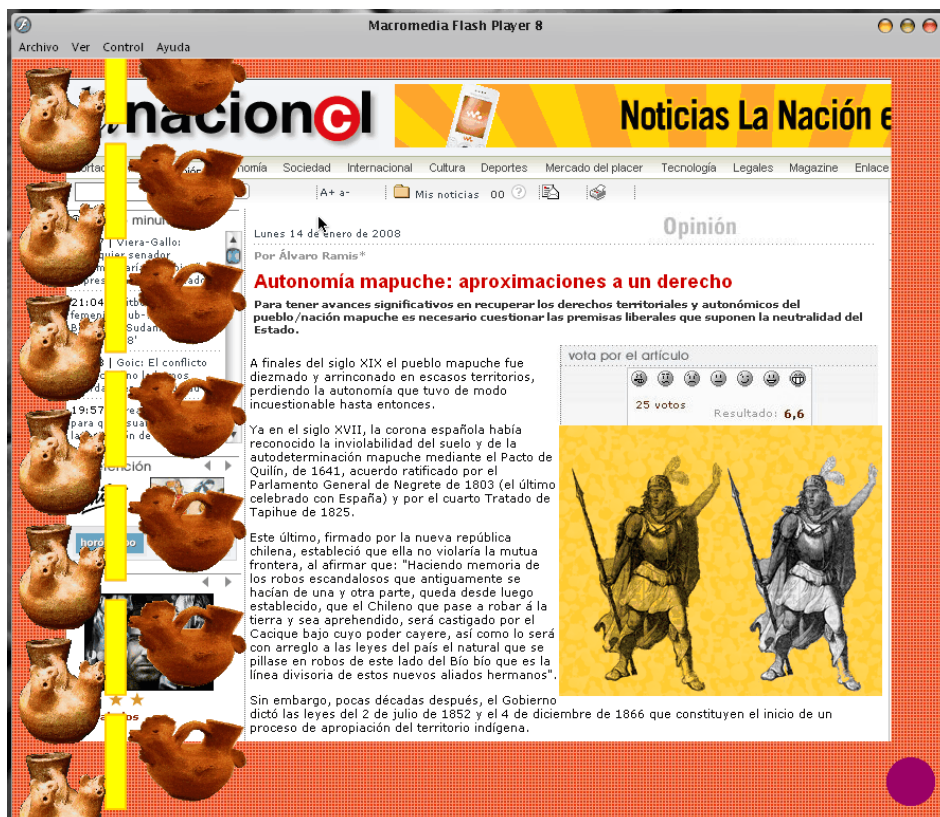 Macromedia Flash Player 8
Archivo Ver Control Ayuda
nacioncl
Noticias La Nación e
Sociedad Internacional Cultura Deportes Mercado del placer Tecnología Legales Magazine Enlace
A+ a-
Mis noticias 00
Opinión
Lunes 14 de enero de 2008
Por Álvaro Ramis*
Autonomía mapuche: aproximaciones a un derecho
Para tener avances significativos en recuperar los derechos territoriales y autonómicos del
pueblo/nación mapuche es necesario cuestionar las premisas liberales que suponen la neutralidad del
Estado.
Viera-Gallo:
senador
21:04
Goic: El conflicto
19:57
vota por el artículo
25 votos
Resultado: 6,6
A finales del siglo XIX el pueblo mapuche fue
diezmado y arrinconado en escasos territorios,
perdiendo la autonomía que tuvo de modo
incuestionable hasta entonces.
Ya en el siglo XVII, la corona española había
reconocido la inviolabilidad del suelo y de la
autodeterminación mapuche mediante el Pacto de
Quilín, de 1641, acuerdo ratificado por el
Parlamento General de Negrete de 1803 (el último
celebrado con España) y por el cuarto Tratado de
Tapihue de 1825.
Este último, firmado por la nueva república
chilena, estableció que ella no violaría la mutua
frontera, al afirmar que: "Haciendo memoria de
los robos escandalosos que antiguamente se
hacían de una y otra parte, queda desde luego
establecido, que el Chileno que pase a robar á la
tierra y sea aprehendido, será castigado por el
Cacique bajo cuyo poder cayere, así como lo será
con arreglo a las leyes del país el natural que se
pillase en robos de este lado del Bío bío que es la
línea divisoria de estos nuevos aliados hermanos".
Sin embargo, pocas décadas después, el Gobierno
dictó las leyes del 2 de julio de 1852 y el 4 de diciembre de 1866 que constituyen el inicio de un
proceso de apropiación del territorio indígena.